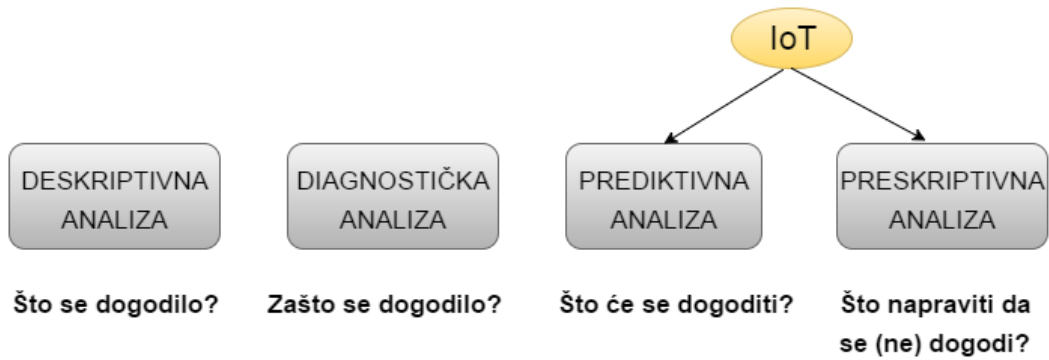 IoT
DESKRIPTIVNA
ANALIZA
DIAGNOSTIČKA
ANALIZA
PREDIKTIVNA
ANALIZA
PRESKRIPTIVNA
ANALIZA
Što se dogodilo?
Zašto se dogodilo?
Što će se dogoditi?
Što napraviti da
se (ne) dogodi?